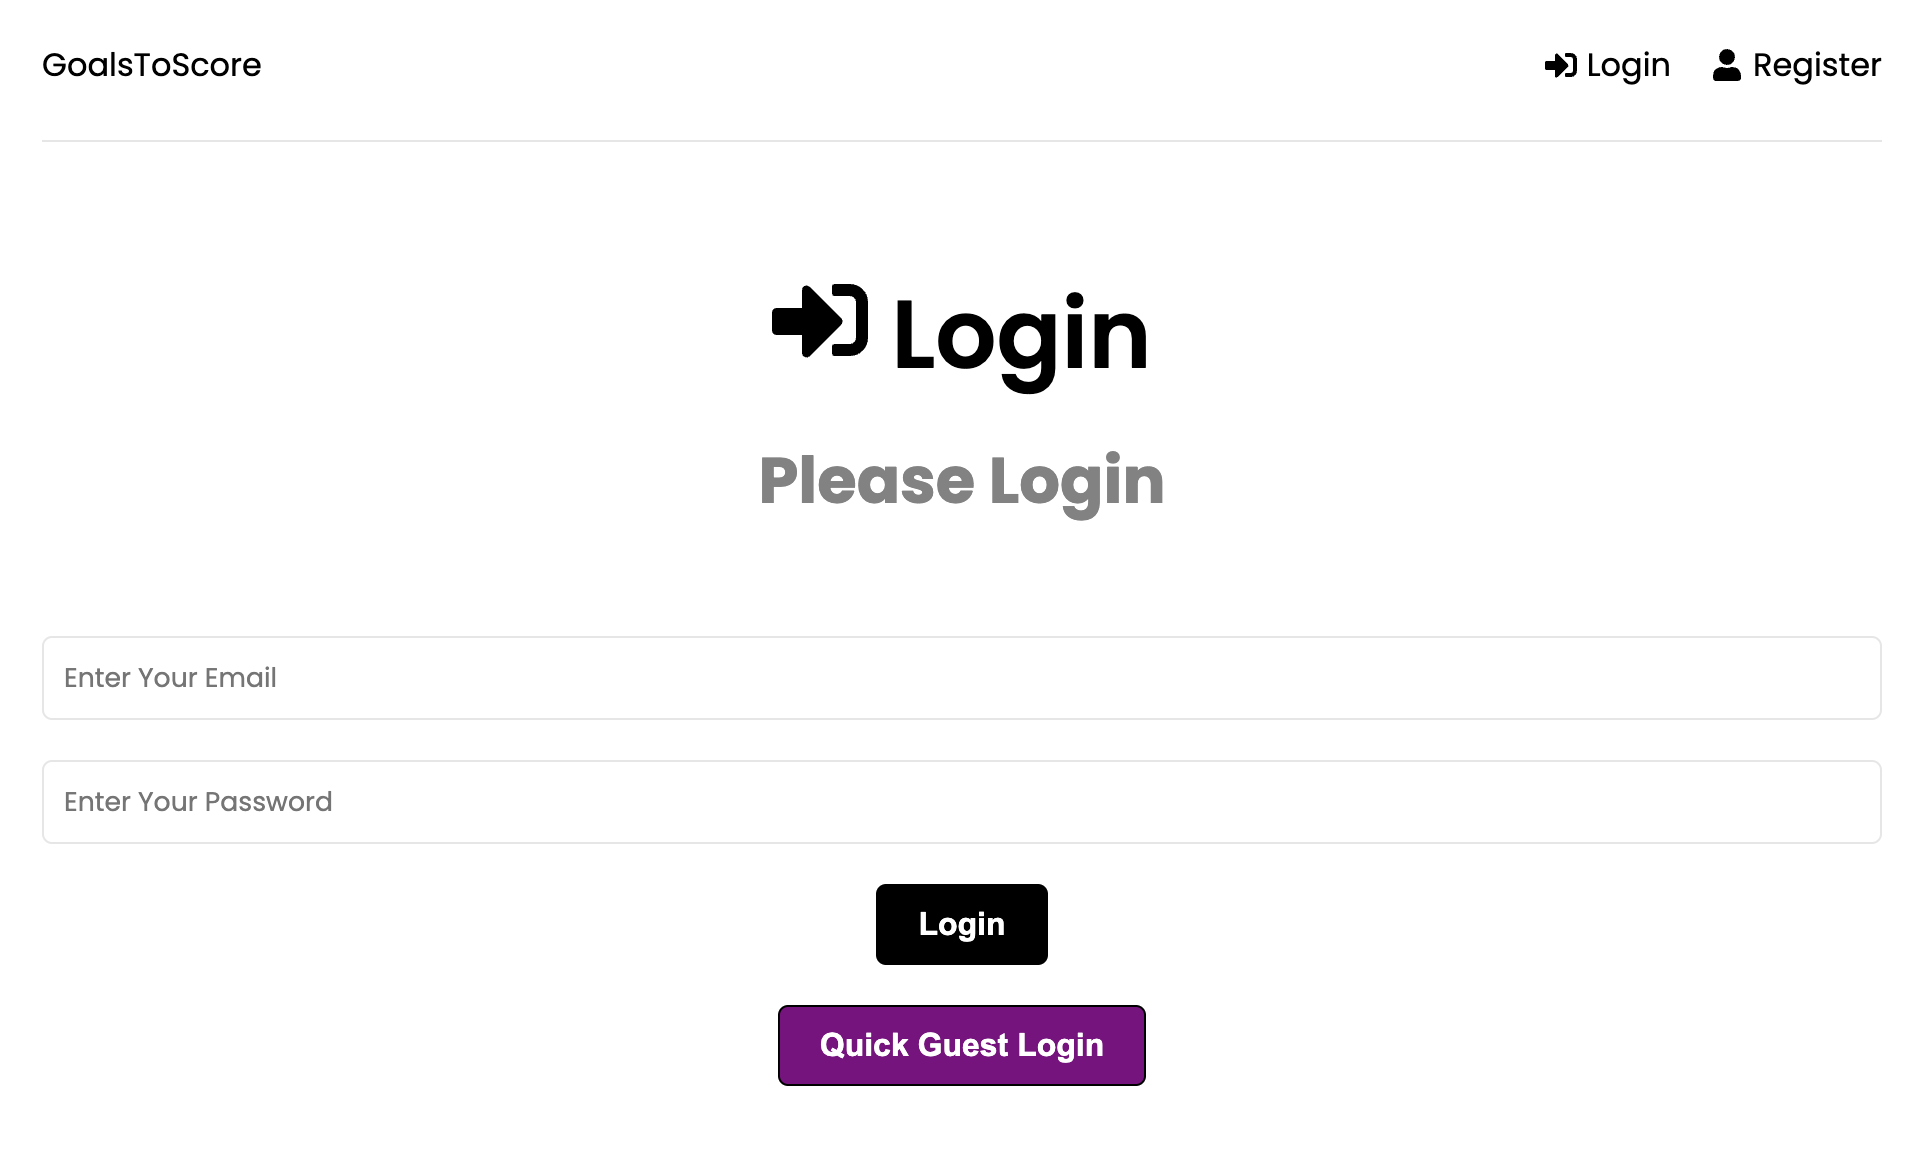 GoalsToScore
Login
Register
Login
Please Login
Enter Your Email
Enter Your Password
Login
Quick Guest Login